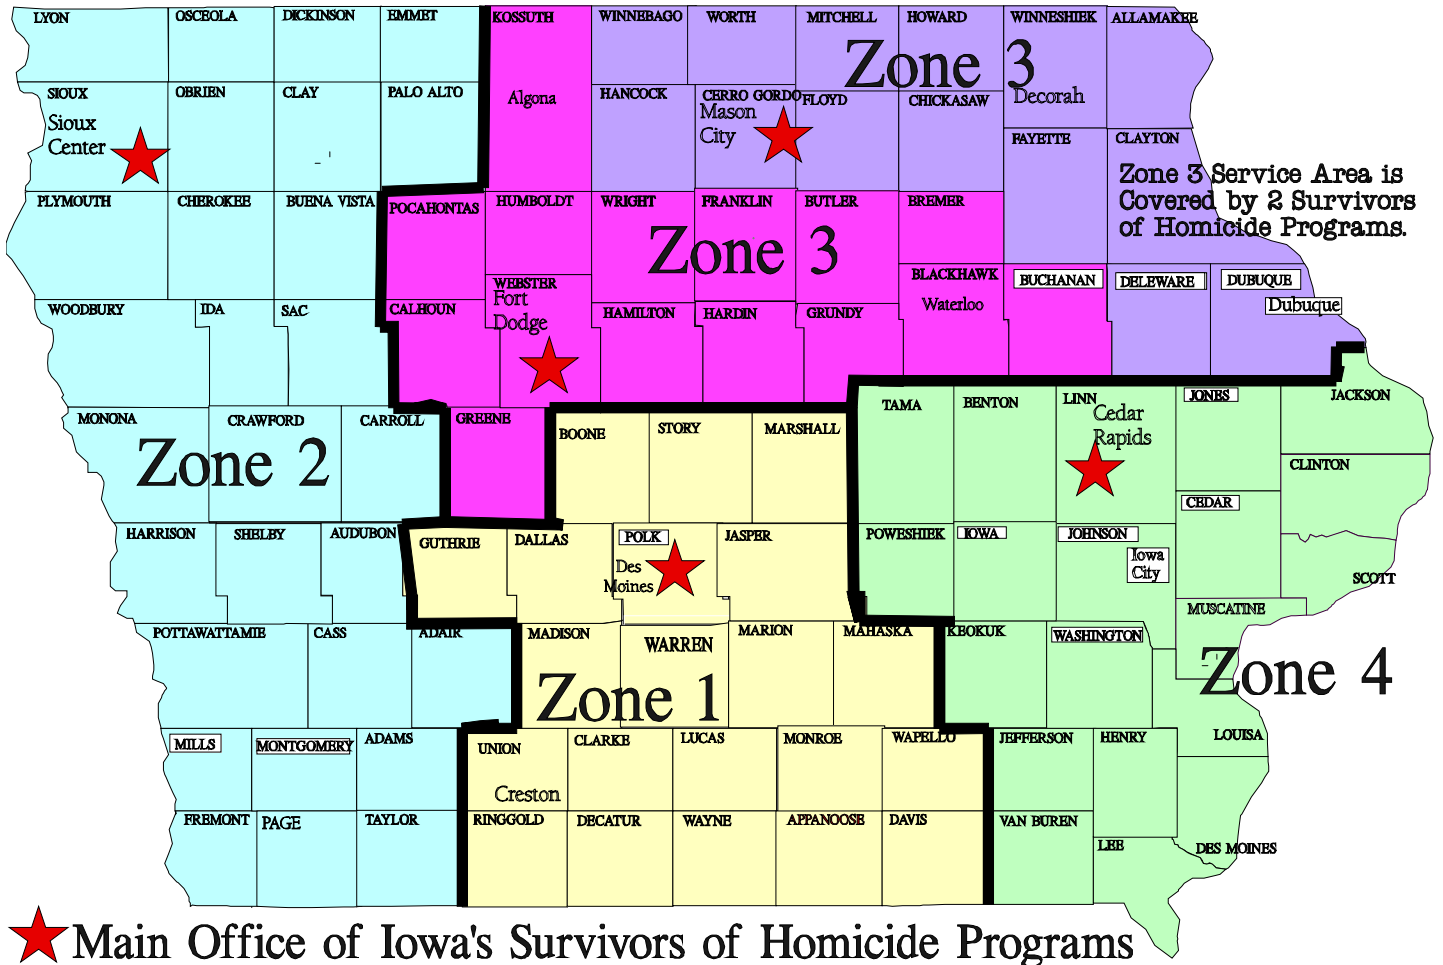 LYON
OSCEOLA
DICKINSON
EMMET
KOSSUTH
WINNEBAGO
WORTH
MITCHELL
HOWARD
WINNESHIEK
ALLAMAKEE
Zone 3
SIOUX
OBRIEN
CLAY
PALO ALTO
Algona
HANCOCK
CERRO GORDO
FLOYD
CHICKASAW
Decorah
Sioux
Center
Mason
City
FAYETTE
CLAYTON
Zone 3 Service Area is
Covered by 2 Survivors
of Homicide Programs.
PLYMOUTH
CHEROKEE
BUENA VISTA
POCAHONTAS
HUMBOLDT
WRIGHT
FRANKLIN
BUTLER
BREMER
Zone 3
WEBSTER
BLACKHAWK
BUCHANAN
DELEWARE
DUBUQUE
Fort
Dodge
Waterloo
Dubuque
WOODBURY
IDA
SAC
CALHOUN
HAMILTON
HARDIN
GRUNDY
MONONA
CRAWFORD
CARROLL
GREENE
BOONE
STORY
MARSHALL
TAMA
BENTON
LINN
JONES
JACKSON
Cedar
Rapids
Zone 2
CLINTON
CEDAR
HARRISON
SHELBY
AUDUBON
GUTHRIE
DALLAS
POLK
JASPER
POWESHIEK
IOWA
JOHNSON
Des
Moines
Iowa
City
SCOTT
MUSCATINE
POTTAWATTAMIE
CASS
ADAIR
MADISON
WARREN
MARION
MAHASKA
KEOKUK
WASHINGTON
Zone 1
Zone 4
MILLS
MONTGOMERY
ADAMS
UNION
CLARKE
LUCAS
MONROE
WAPELLO
JEFFERSON
HENRY
LOUISA
Creston
FREMONT
PAGE
TAYLOR
RINGGOLD
DECATUR
WAYNE
APPANOOSE
DAVIS
VAN BUREN
LEE
DES MOINES
Main Office of Iowa's Survivors of Homicide Programs